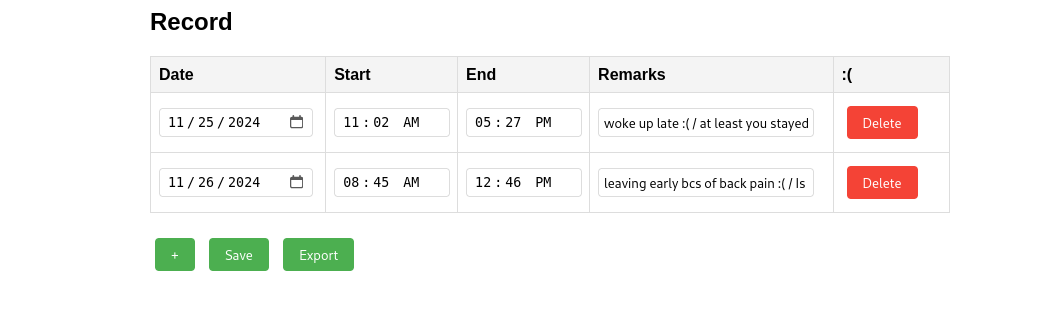 Record
Date Start End Remarks :(
11/25/2024 11:02 AM 05:27 PM woke up late :( / at least you stayed Delete
11/26/2024 08:45 AM 12:46 PM leaving early bcs of back pain :( / Is Delete
+ Save Export